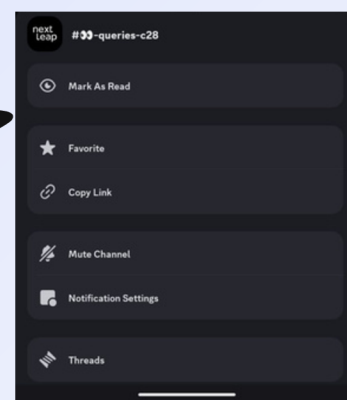 next
leap
#👀-queries-c28
Mark As Read
Favorite
Copy Link
Mute Channel
Notification Settings
Threads